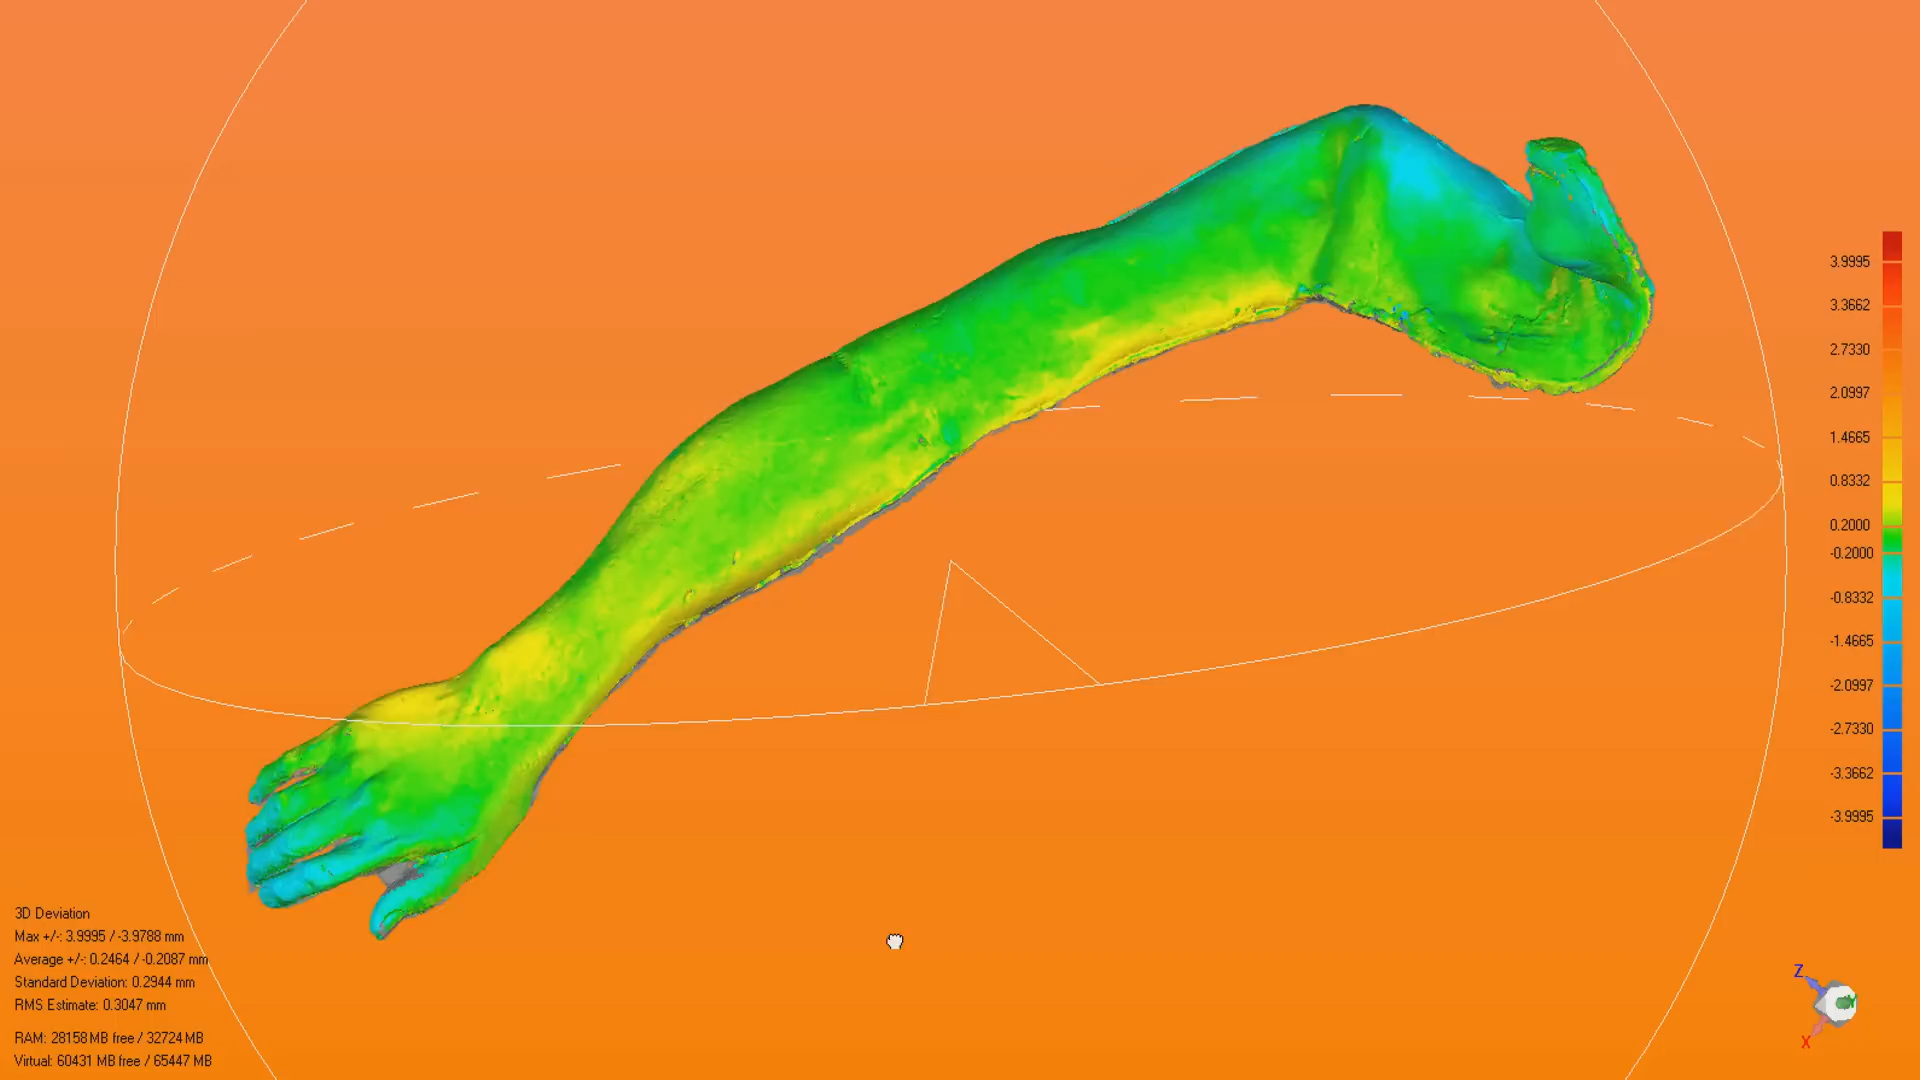 3.9995
3.3662
2.7330
2.0997
1.4665
0.8332
0.2000
-0.2000
-0.8332
-1.4665
-2.0997
-2.7330
-3.3662
-3.9995
3D Deviation
Max +/-: 3.9995 / -3.9788 mm
Average +/-: 0.2464 / -0.2087 mm
Standard Deviation: 0.2944 mm
RMS Estimate: 0.3047 mm
RAM: 28158 MB free / 32724 MB
Virtual: 60431 MB free / 65447 MB
Z
Y
X